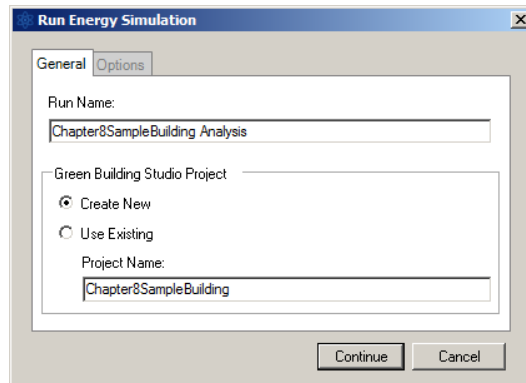 Run Energy Simulation
General Options
Run Name:
Chapter8SampleBuilding Analysis
Green Building Studio Project
Create New
Use Existing
Project Name:
Chapter8SampleBuilding
Continue Cancel